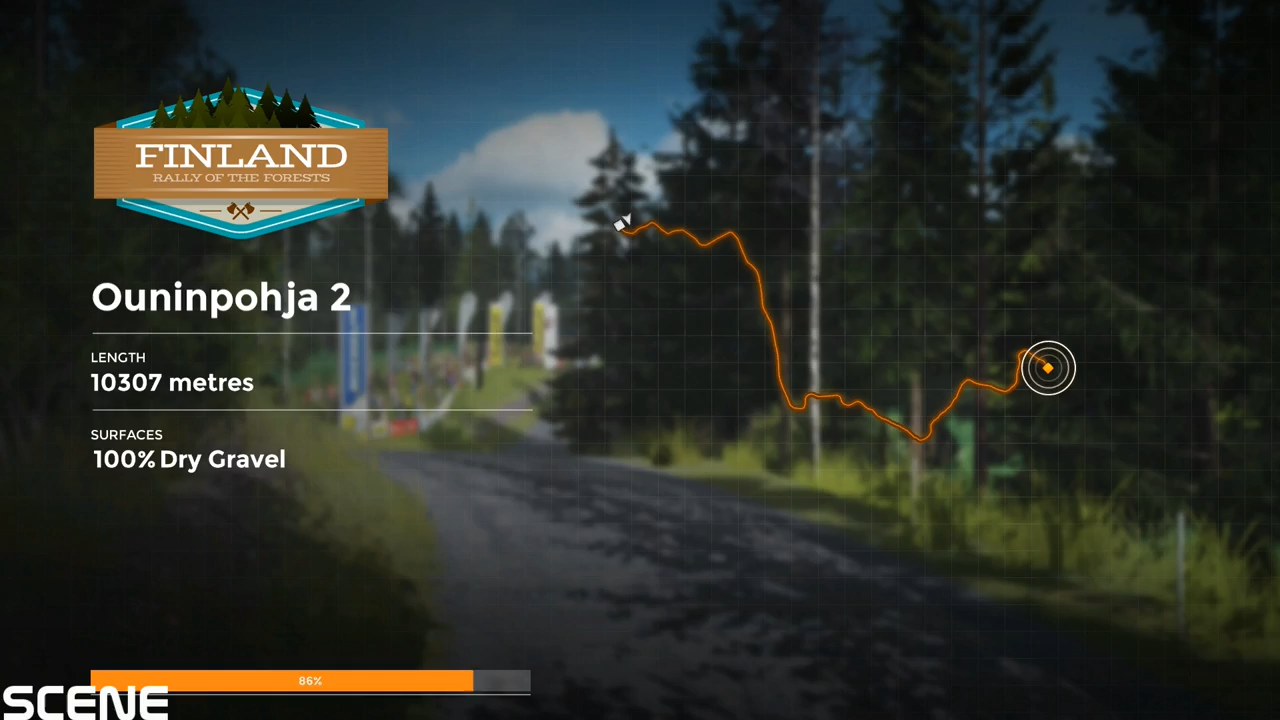 FINLAND
RALLY OF THE FORESTS
Ouninpohja 2
LENGTH
10307 metres
SURFACES
100% Dry Gravel
86%
SCENE